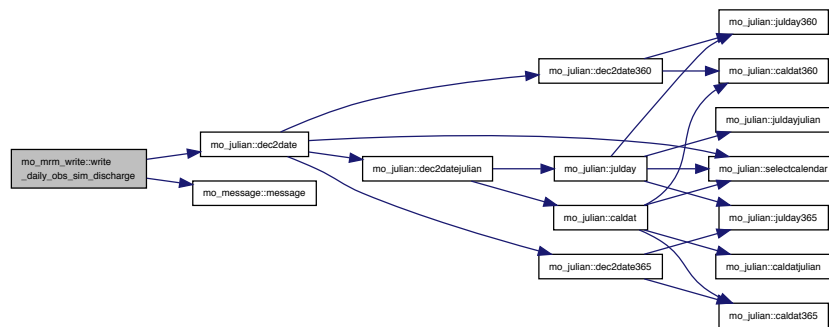 mo_mrm_write::write
_daily_obs_sim_discharge
mo_julian::dec2date
mo_message::message
mo_julian::dec2datejulian
mo_julian::dec2date360
mo_julian::julday
mo_julian::caldat
mo_julian::dec2date365
mo_julian::julday360
mo_julian::caldat360
mo_julian::juldayjulian
mo_julian::selectcalendar
mo_julian::julday365
mo_julian::caldatjulian
mo_julian::caldat365